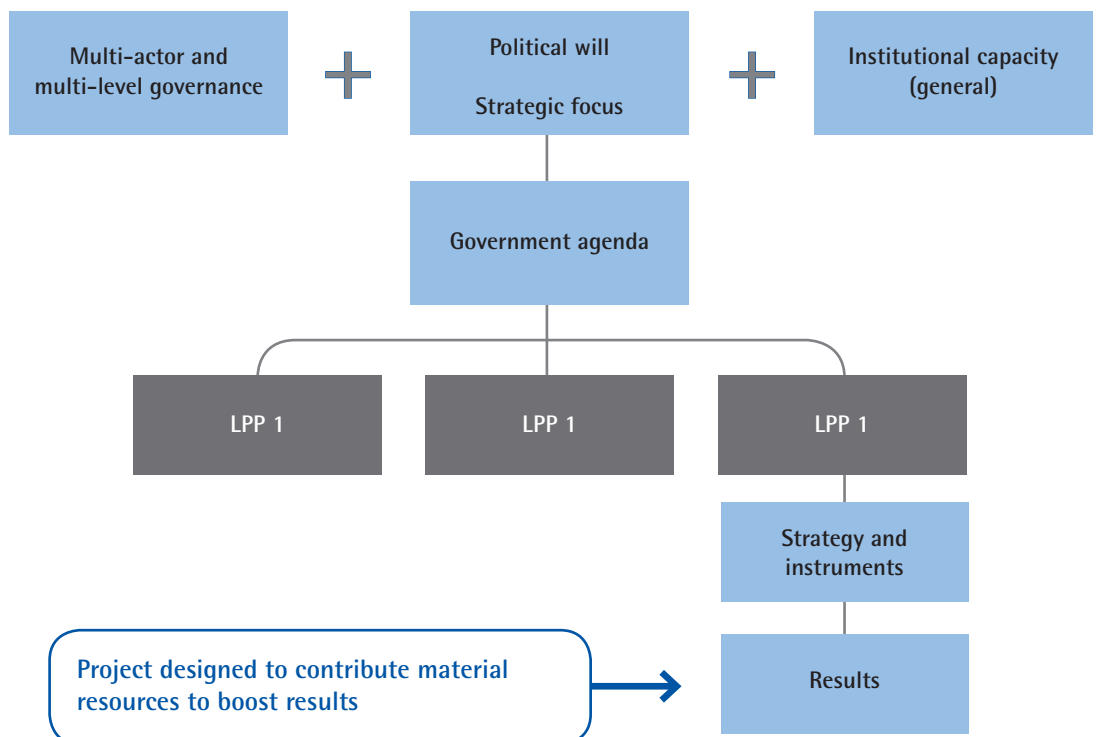 Multi-actor and
multi-level governance
+
Political will
Strategic focus
+
Institutional capacity
(general)
Government agenda
LPP 1
LPP 1
LPP 1
Strategy and
instruments
Project designed to contribute material
resources to boost results
Results